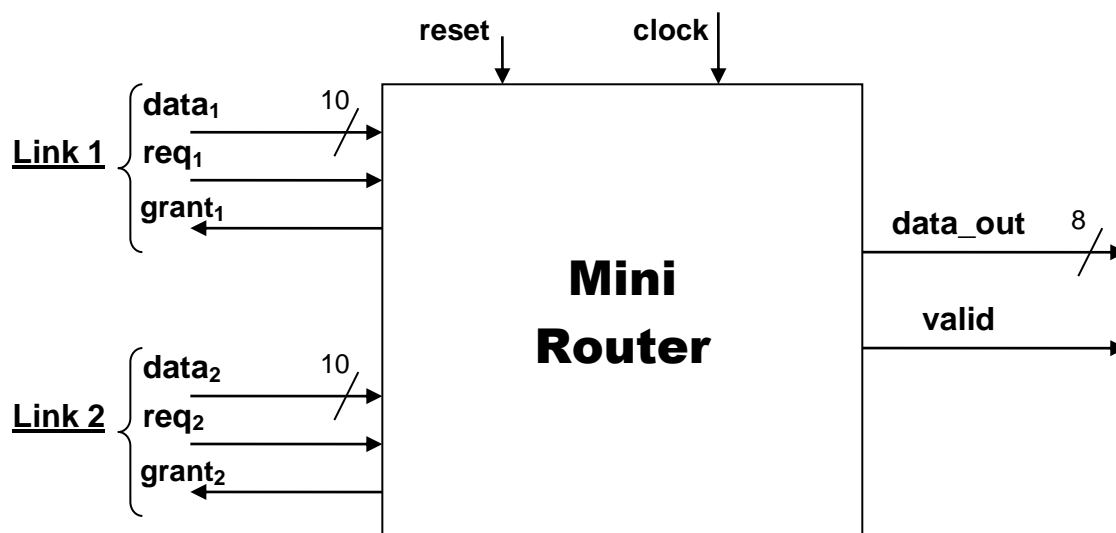 reset
clock
Link 1
data₁
10
req₁
grant₁
Mini
Router
data_out
8
valid
Link 2
data₂
10
req₂
grant₂